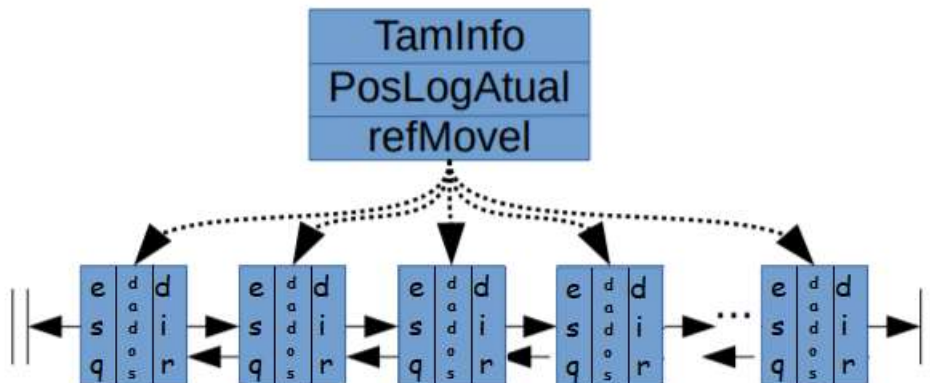 TamInfo
PosLogAtual
refMovel
esq dados dir
esq dados dir
esq dados dir
esq dados dir
...
esq dados dir